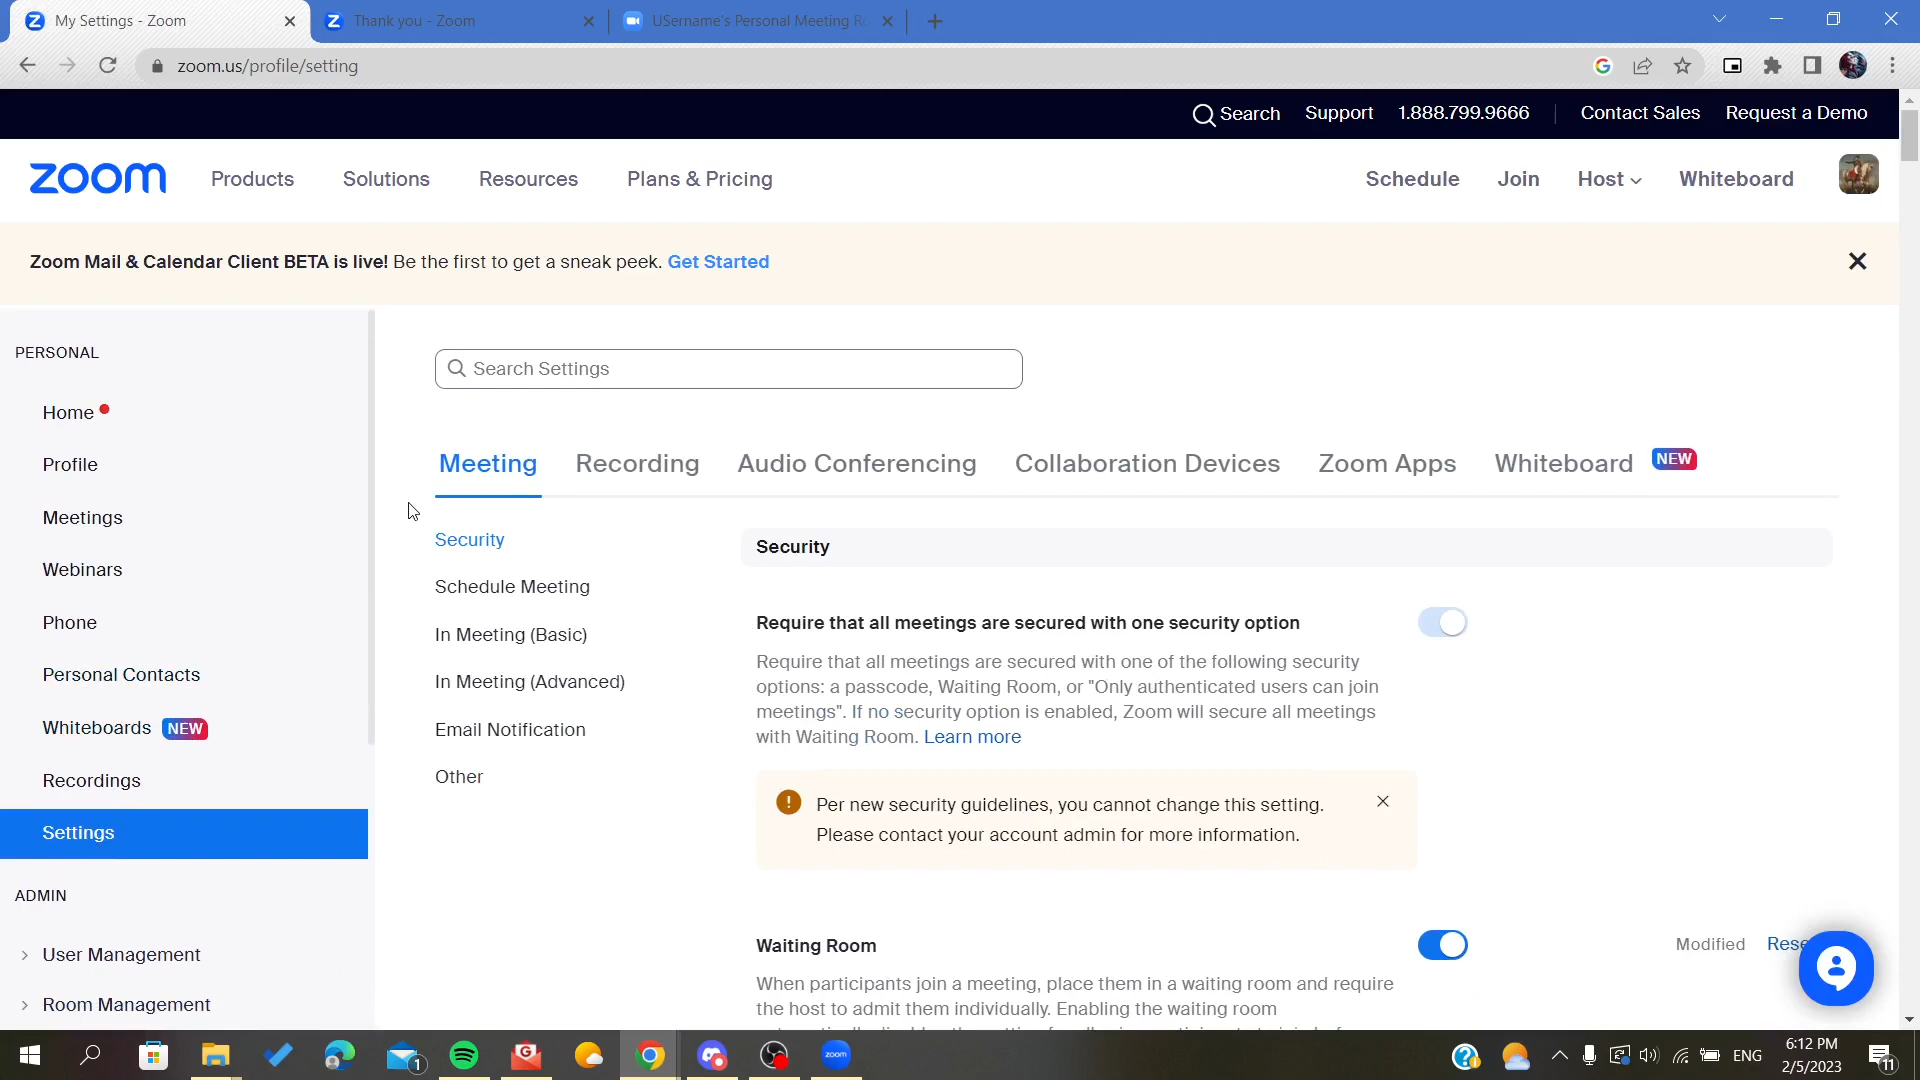 My Settings - Zoom
Thank you - Zoom
USername's Personal Meeting Ro
zoom.us/profile/setting
Search
Support
1.888.799.9666
Contact Sales
Request a Demo
zoom
Products
Solutions
Resources
Plans & Pricing
Schedule
Join
Host
Whiteboard
Zoom Mail & Calendar Client BETA is live! Be the first to get a sneak peek. Get Started
PERSONAL
Home
Profile
Meetings
Webinars
Phone
Personal Contacts
Whiteboards NEW
Recordings
Settings
ADMIN
User Management
Room Management
Search Settings
Meeting
Recording
Audio Conferencing
Collaboration Devices
Zoom Apps
Whiteboard NEW
Security
Schedule Meeting
In Meeting (Basic)
In Meeting (Advanced)
Email Notification
Other
Security
Require that all meetings are secured with one security option
Require that all meetings are secured with one of the following security
options: a passcode, Waiting Room, or "Only authenticated users can join
meetings". If no security option is enabled, Zoom will secure all meetings
with Waiting Room. Learn more
Per new security guidelines, you cannot change this setting.
Please contact your account admin for more information.
Waiting Room
Modified
Rese
When participants join a meeting, place them in a waiting room and require
the host to admit them individually. Enabling the waiting room
1
zoom
ENG
6:12 PM
2/5/2023
11